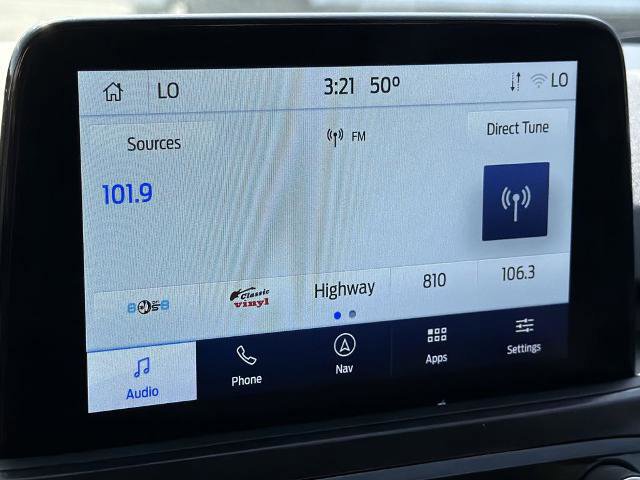 LO 3:21 50° LO
Sources FM Direct Tune
101.9
Classic Vinyl Highway 810 106.3
Audio Phone Nav Apps Settings